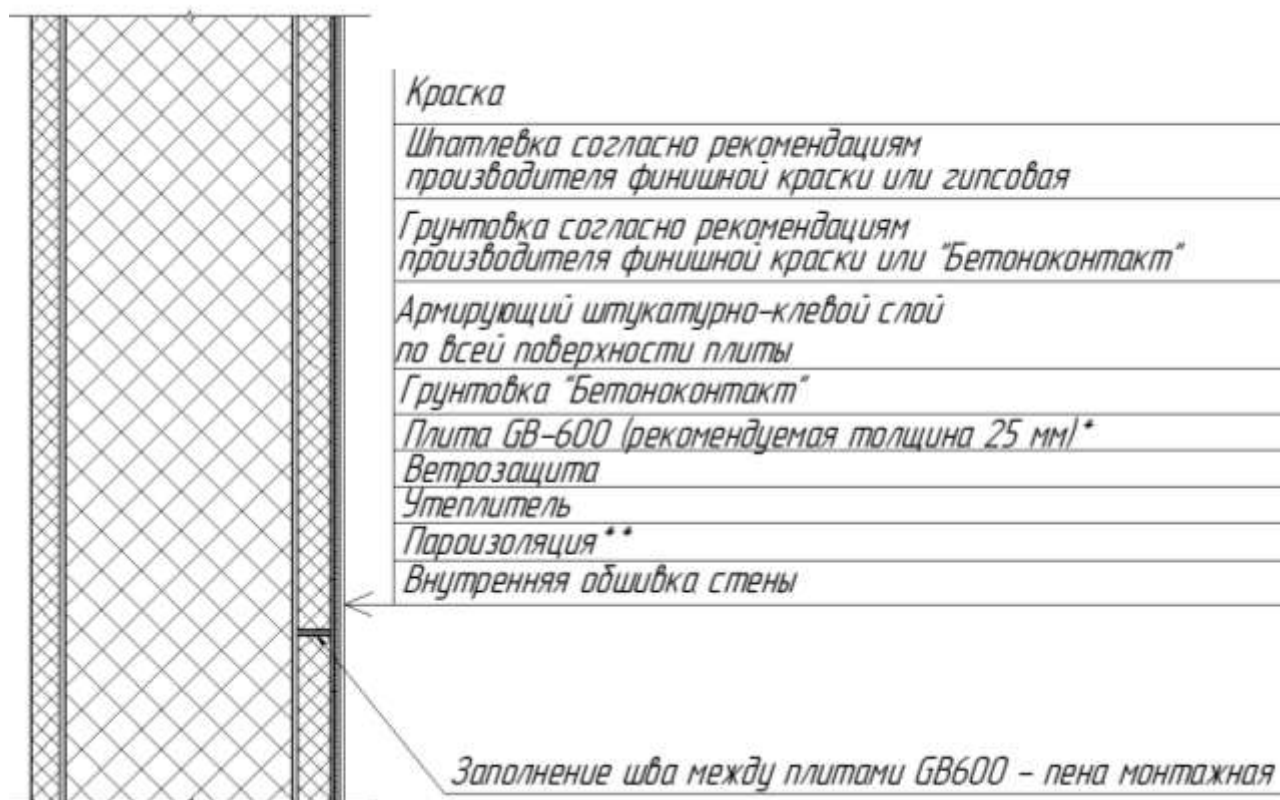 Краска
Шпатлевка согласно рекомендациям
производителя финишной краски или гипсовая
Грунтовка согласно рекомендациям
производителя финишной краски или "Бетоноконтакт"
Армирующий штукатурно-клевой слой
по всей поверхности плиты
Грунтовка "Бетоноконтакт"
Плита GB-600 (рекомендуемая толщина 25 мм)*
Ветрозащита
Утеплитель
Пароизоляция**
Внутренняя обшивка стены
Заполнение шва между плитами GB600 - пена монтажная